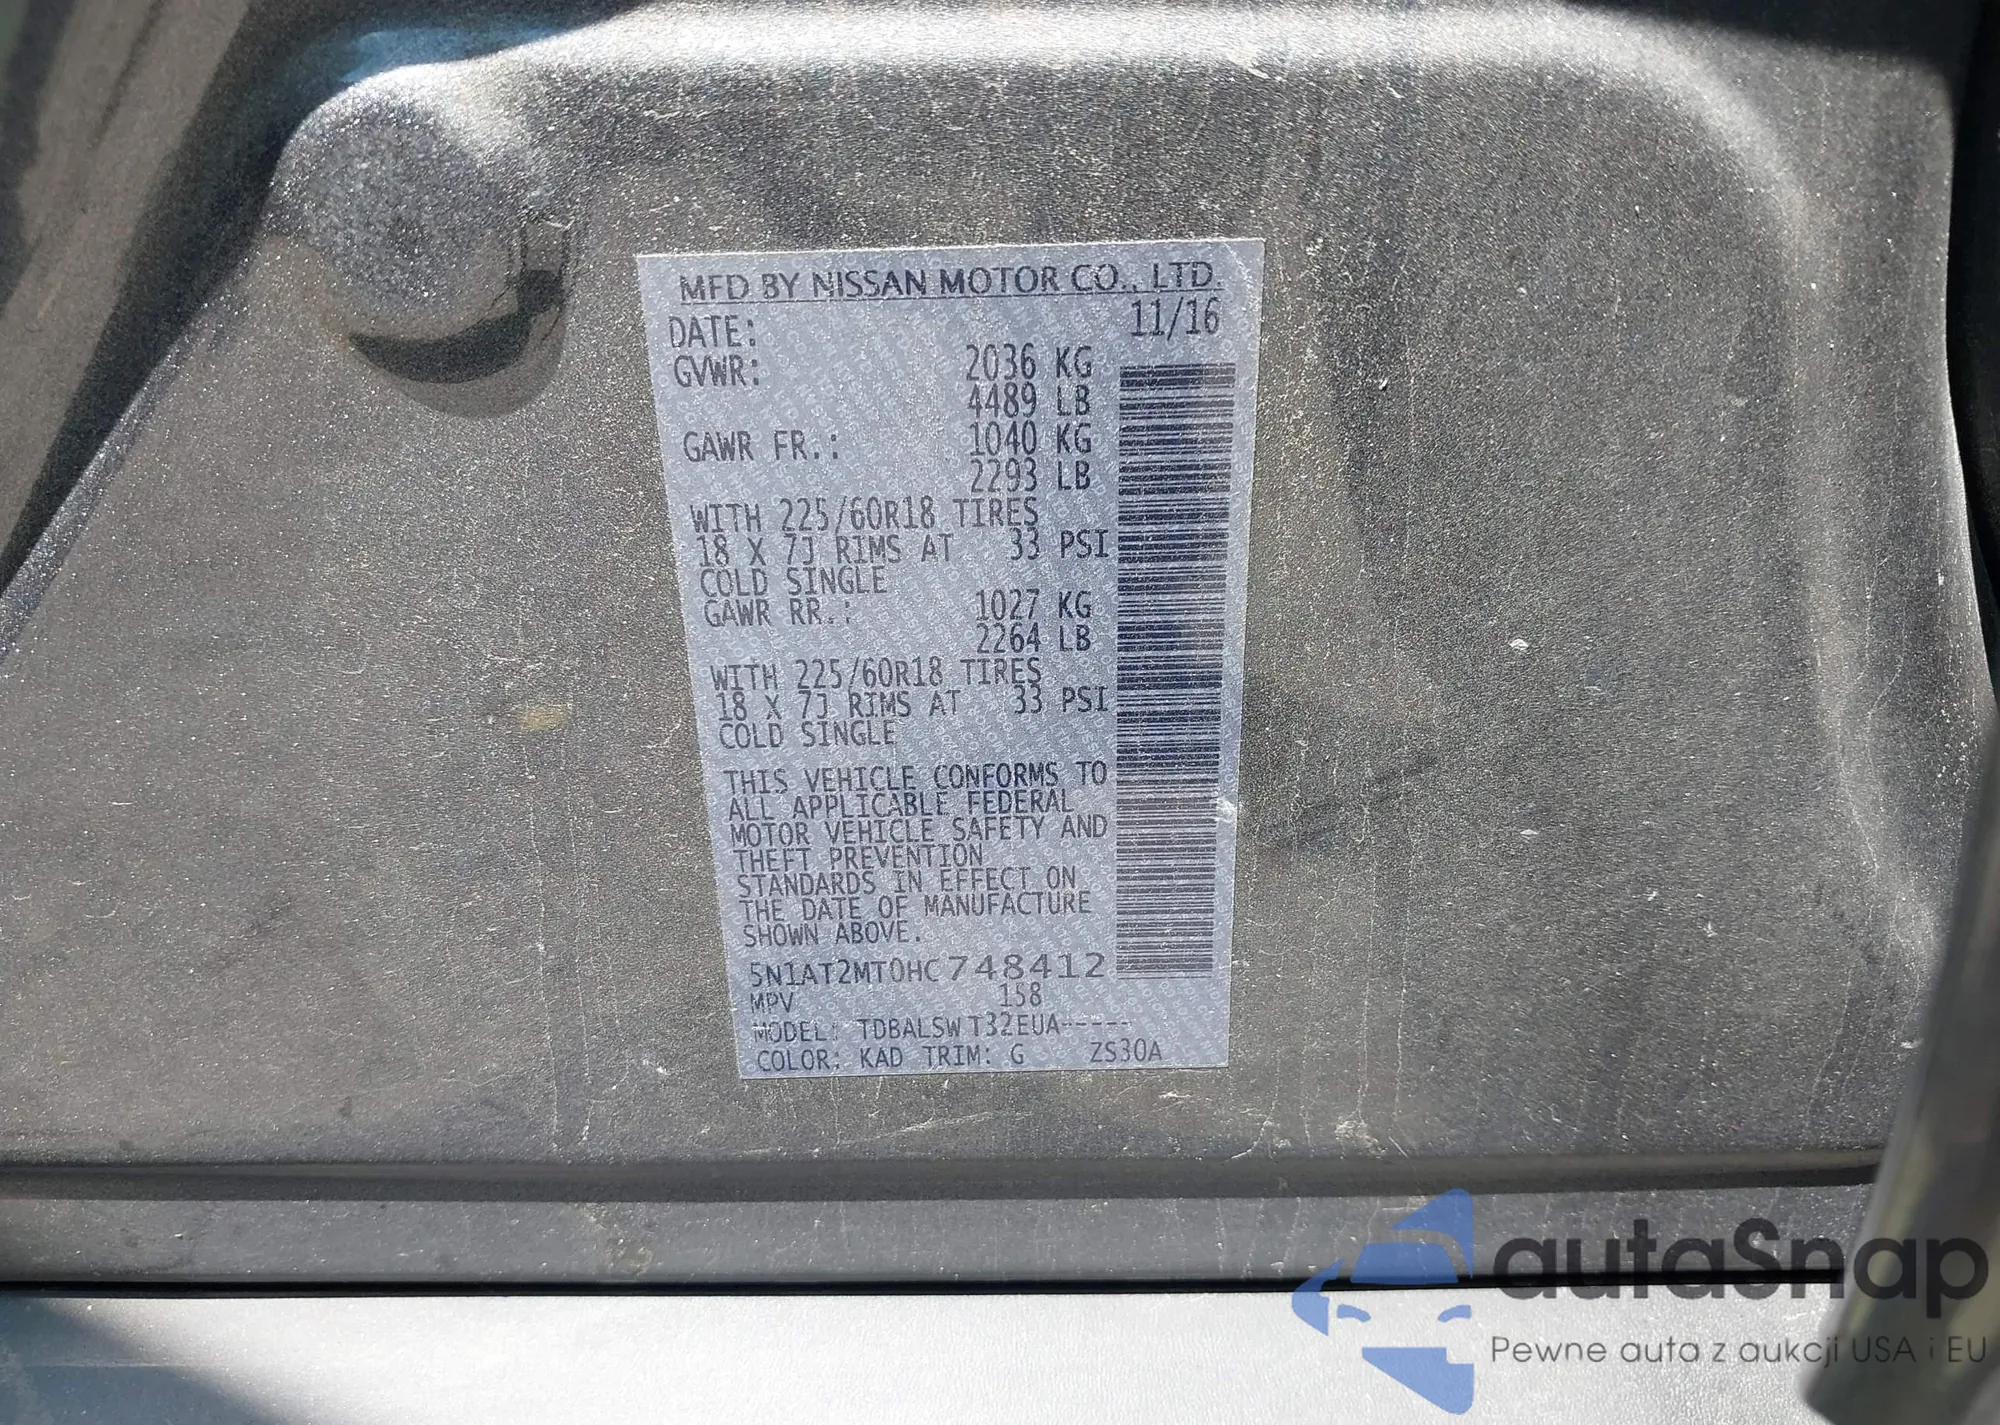 MFD BY NISSAN MOTOR CO., LTD.
DATE: 11/16
GVWR: 2036 KG
4489 LB
GAWR FR.: 1040 KG
2293 LB
WITH 225/60R18 TIRES
18 X 7J RIMS AT 33 PSI
COLD SINGLE
GAWR RR.: 1027 KG
2264 LB
WITH 225/60R18 TIRES
18 X 7J RIMS AT 33 PSI
COLD SINGLE
THIS VEHICLE CONFORMS TO
ALL APPLICABLE FEDERAL
MOTOR VEHICLE SAFETY AND
THEFT PREVENTION
STANDARDS IN EFFECT ON
THE DATE OF MANUFACTURE
SHOWN ABOVE.
5N1AT2MT0HC748412
MPV 158
MODEL: TDBALSWT32EUA-----
COLOR: KAD TRIM: G ZS30A
autaSnap
Pewne auta z aukcji USA i EU